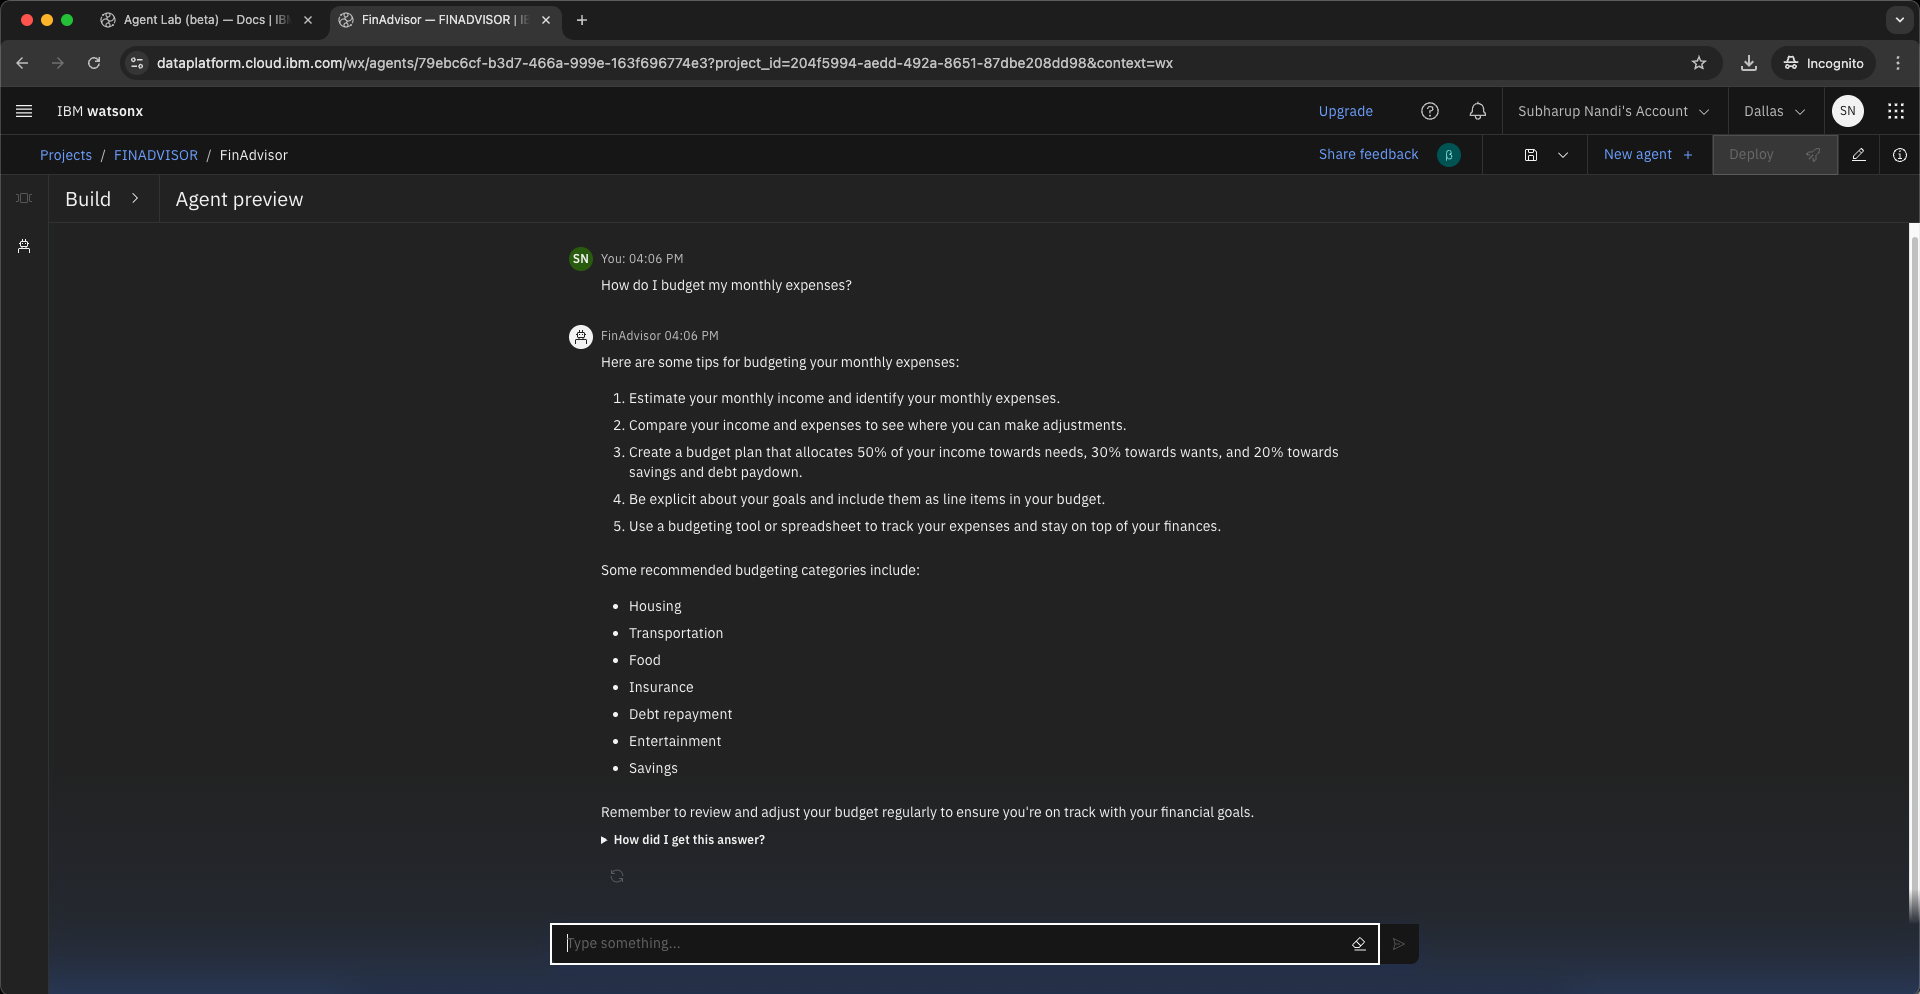 Agent Lab (beta) — Docs | IB
FinAdvisor — FINADVISOR | IB
dataplatform.cloud.ibm.com/wx/agents/79ebc6cf-b3d7-466a-999e-163f696774e3?project_id=204f5994-aedd-492a-8651-87dbe208dd98&context=wx
Incognito
IBM watsonx
Upgrade
Subharup Nandi's Account
Dallas
SN
Projects / FINADVISOR / FinAdvisor
Share feedback
β
New agent +
Deploy
Build
Agent preview
SN
You: 04:06 PM
How do I budget my monthly expenses?
FinAdvisor 04:06 PM
Here are some tips for budgeting your monthly expenses:
1. Estimate your monthly income and identify your monthly expenses.
2. Compare your income and expenses to see where you can make adjustments.
3. Create a budget plan that allocates 50% of your income towards needs, 30% towards wants, and 20% towards
savings and debt paydown.
4. Be explicit about your goals and include them as line items in your budget.
5. Use a budgeting tool or spreadsheet to track your expenses and stay on top of your finances.
Some recommended budgeting categories include:
• Housing
• Transportation
• Food
• Insurance
• Debt repayment
• Entertainment
• Savings
Remember to review and adjust your budget regularly to ensure you're on track with your financial goals.
How did I get this answer?
Type something...